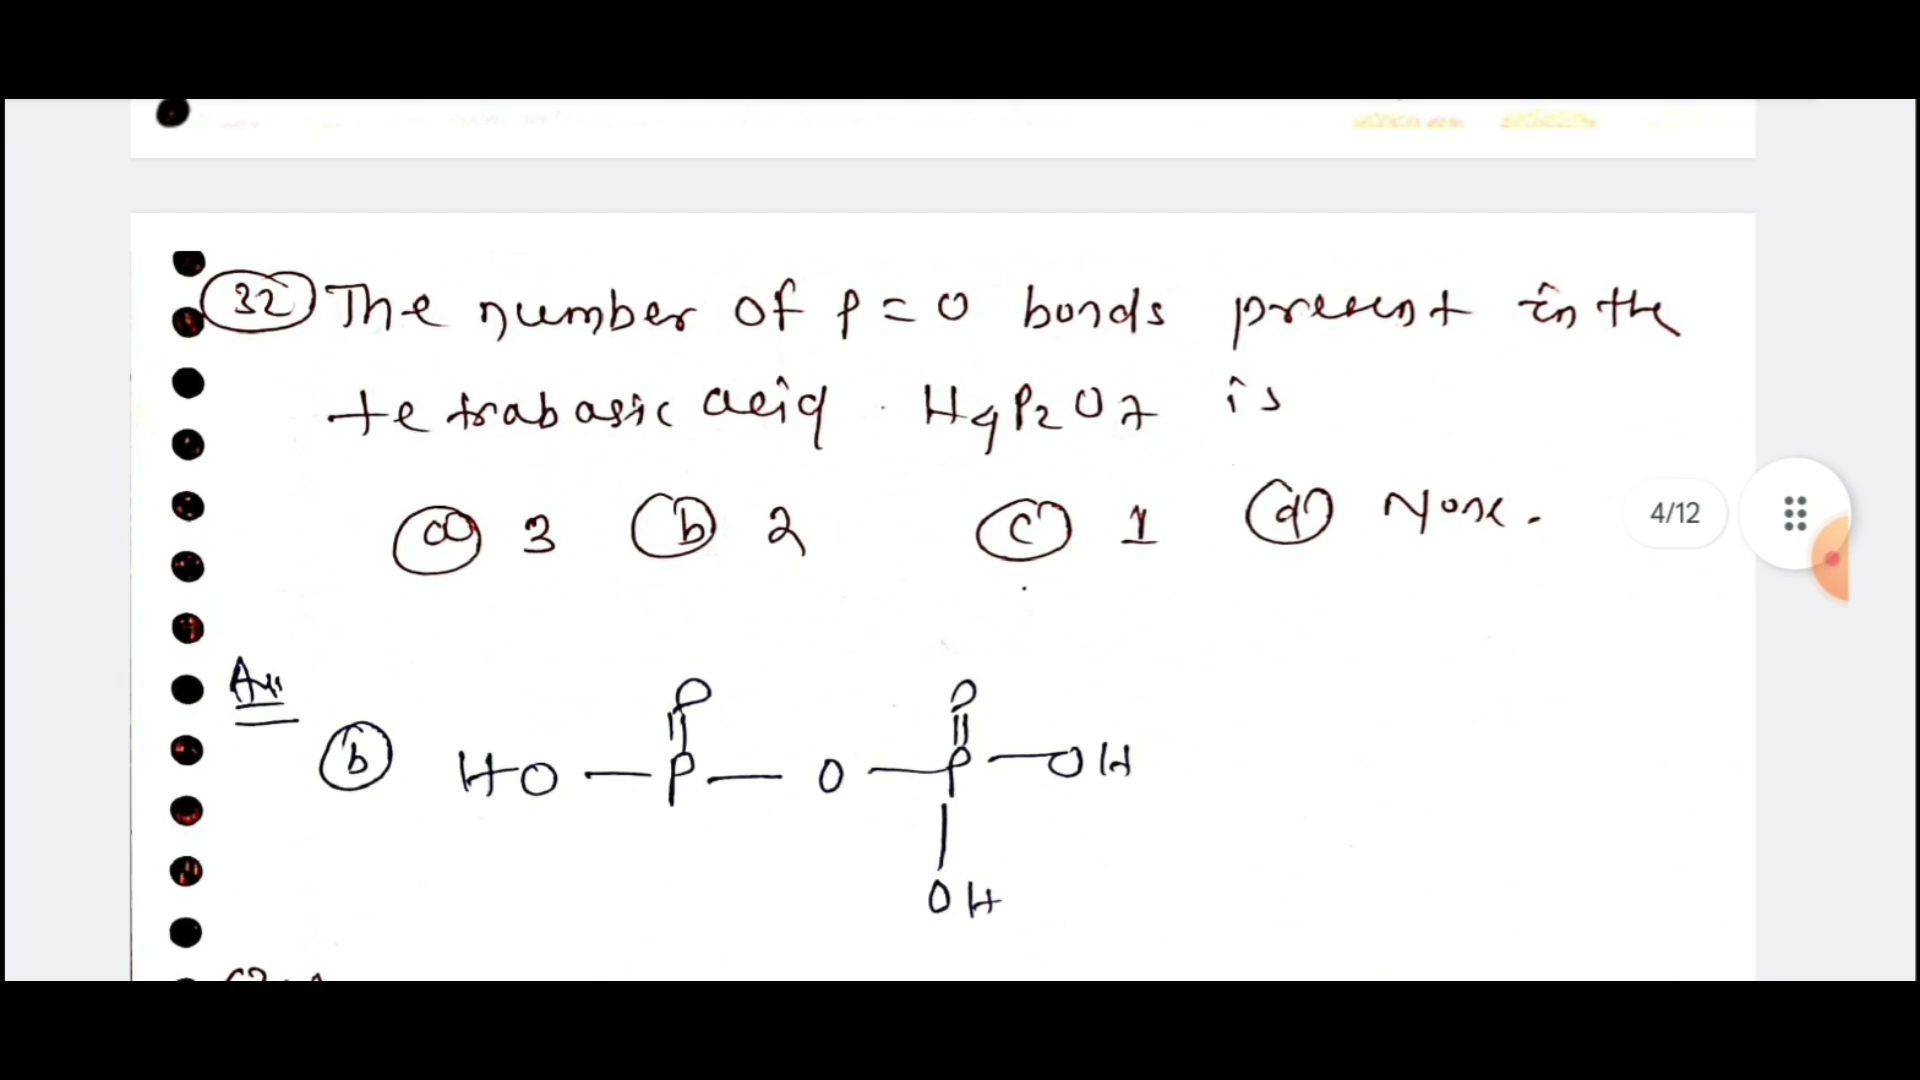 32 The number of P=O bonds present in the
tetrabasic acid. H4P2O7 is
a 3 b 2 c 1 d None.
4/12
Ans
b HO — P — O — P — OH
OH